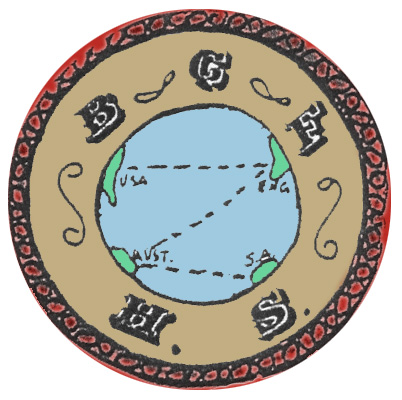 B G F
H. S.
USA
ENG
AUST.
S.A